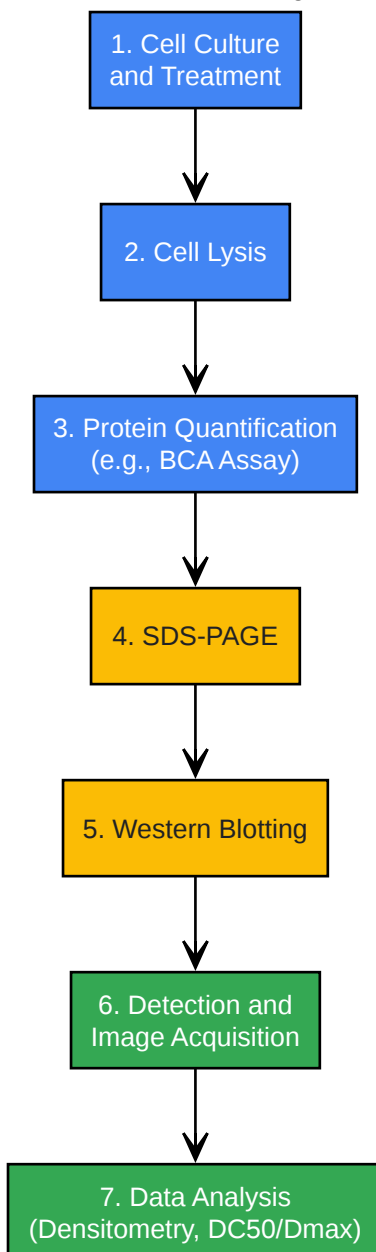 1. Cell Culture
and Treatment
2. Cell Lysis
3. Protein Quantification
(e.g., BCA Assay)
4. SDS-PAGE
5. Western Blotting
6. Detection and
Image Acquisition
7. Data Analysis
(Densitometry, DC50/Dmax)